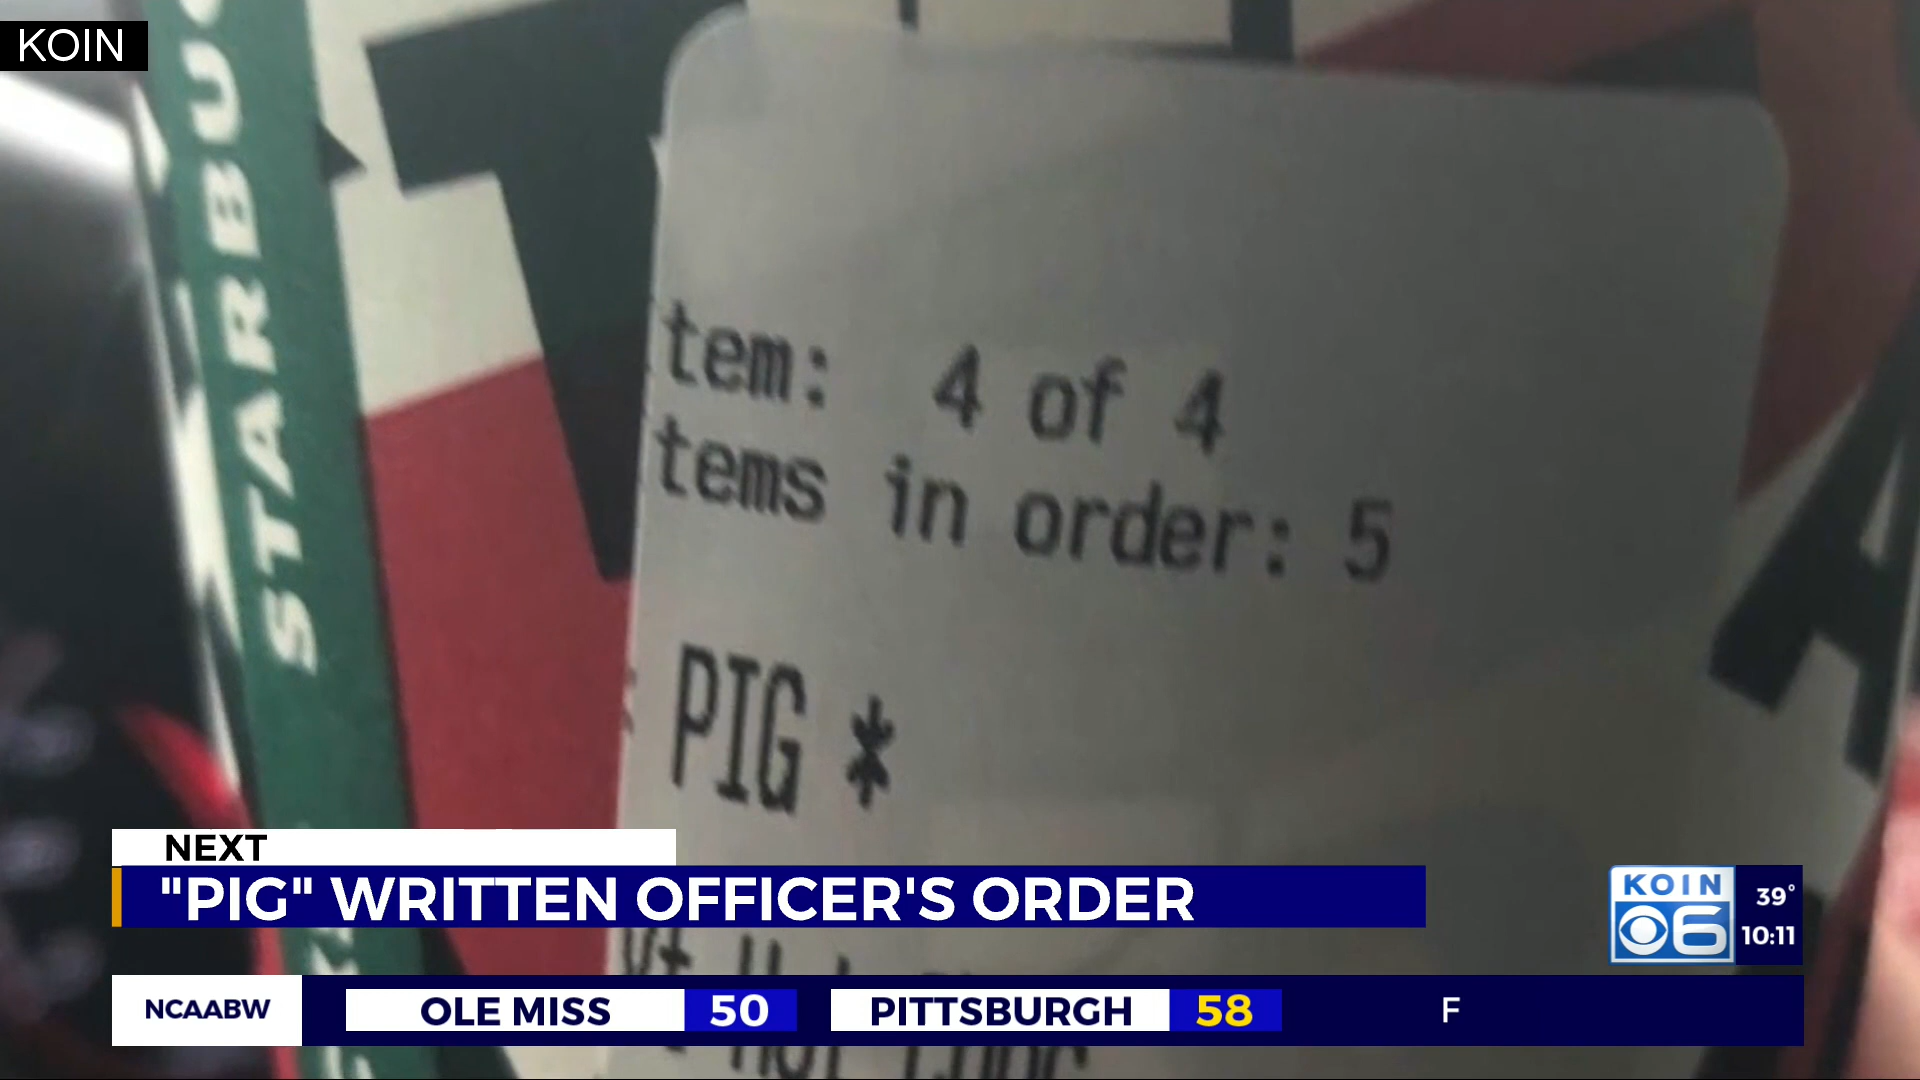 KOIN
STARBUC
tem: 4 of 4
tems in order: 5
PIG *
NEXT
"PIG" WRITTEN OFFICER'S ORDER
KOIN
6
39°
10:11
NCAABW OLE MISS 50 PITTSBURGH 58 F